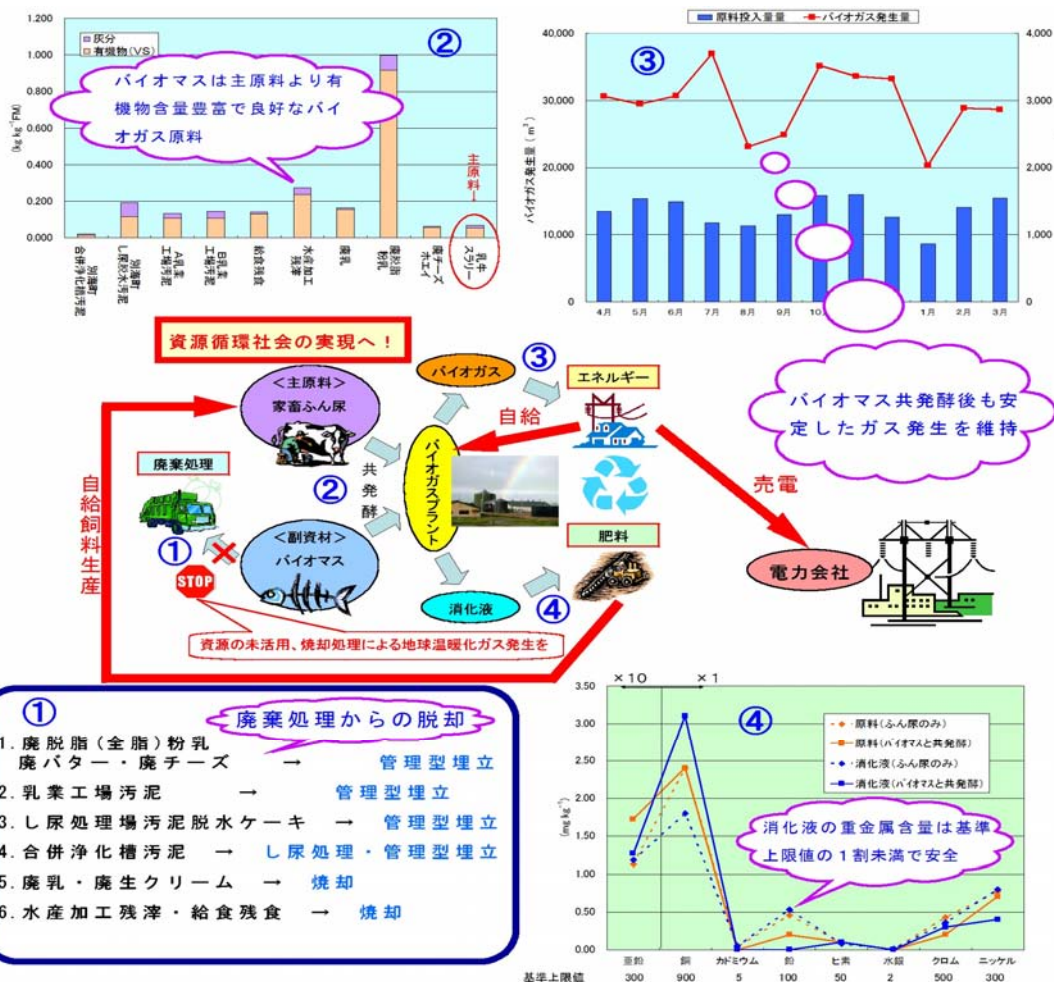 1.200
1.000
0.800
0.600
0.400
0.200
0.000
(kg kg⁻¹FM)
灰分
有機物(VS)
②
バイオマスは主原料より有
機物含量豊富で良好なバイ
オガス原料
主原料→
別海町
合併浄化槽汚泥
別海町
し尿脱水汚泥
A乳業
工場汚泥
B乳業
工場汚泥
給食残食
水産加工
残滓
廃乳
廃脱脂
粉乳
廃チーズ
ホエイ
乳牛
スラリー
原料投入量量
バイオガス発生量
③
40,000
30,000
20,000
10,000
0
バイオガス発生量(m³)
4,000
3,000
2,000
1,000
0
4月
5月
6月
7月
8月
9月
1月
2月
3月
バイオマス共発酵後も安
定したガス発生を維持
資源循環社会の実現へ！
<主原料>
家畜ふん尿
バイオガス
③
エネルギー
自給
共発酵
②
バイオガスプラント
廃棄処理
①
STOP
<副資材>
バイオマス
消化液
④
肥料
売電
電力会社
自給飼料生産
資源の未活用、焼却処理による地球温暖化ガス発生を
①
廃棄処理からの脱却
1.廃脱脂(全脂)粉乳
廃バター・廃チーズ → 管理型埋立
2.乳業工場汚泥 → 管理型埋立
3.し尿処理場汚泥脱水ケーキ → 管理型埋立
4.合併浄化槽汚泥 → し尿処理・管理型埋立
5.廃乳・廃生クリーム → 焼却
6.水産加工残滓・給食残食 → 焼却
×10 ×1
④
3.50
3.00
2.50
2.00
1.50
1.00
0.50
0.00
(mg kg⁻¹)
原料(ふん尿のみ)
原料(バイオマスと共発酵)
消化液(ふん尿のみ)
消化液(バイオマスと共発酵)
消化液の重金属含量は基準
上限値の1割未満で安全
亜鉛 銅 カドミウム 鉛 ヒ素 水銀 クロム ニッケル
基準上限値 300 900 5 100 50 2 500 300